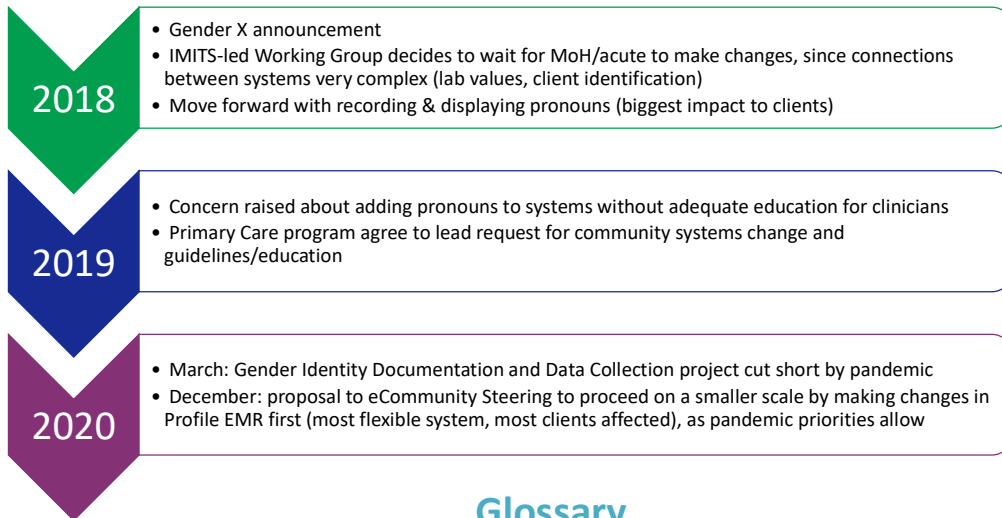 2018
• Gender X announcement
• IMITS-led Working Group decides to wait for MoH/acute to make changes, since connections
between systems very complex (lab values, client identification)
• Move forward with recording & displaying pronouns (biggest impact to clients)
2019
• Concern raised about adding pronouns to systems without adequate education for clinicians
• Primary Care program agree to lead request for community systems change and
guidelines/education
2020
• March: Gender Identity Documentation and Data Collection project cut short by pandemic
• December: proposal to eCommunity Steering to proceed on a smaller scale by making changes in
Profile EMR first (most flexible system, most clients affected), as pandemic priorities allow
Glossary